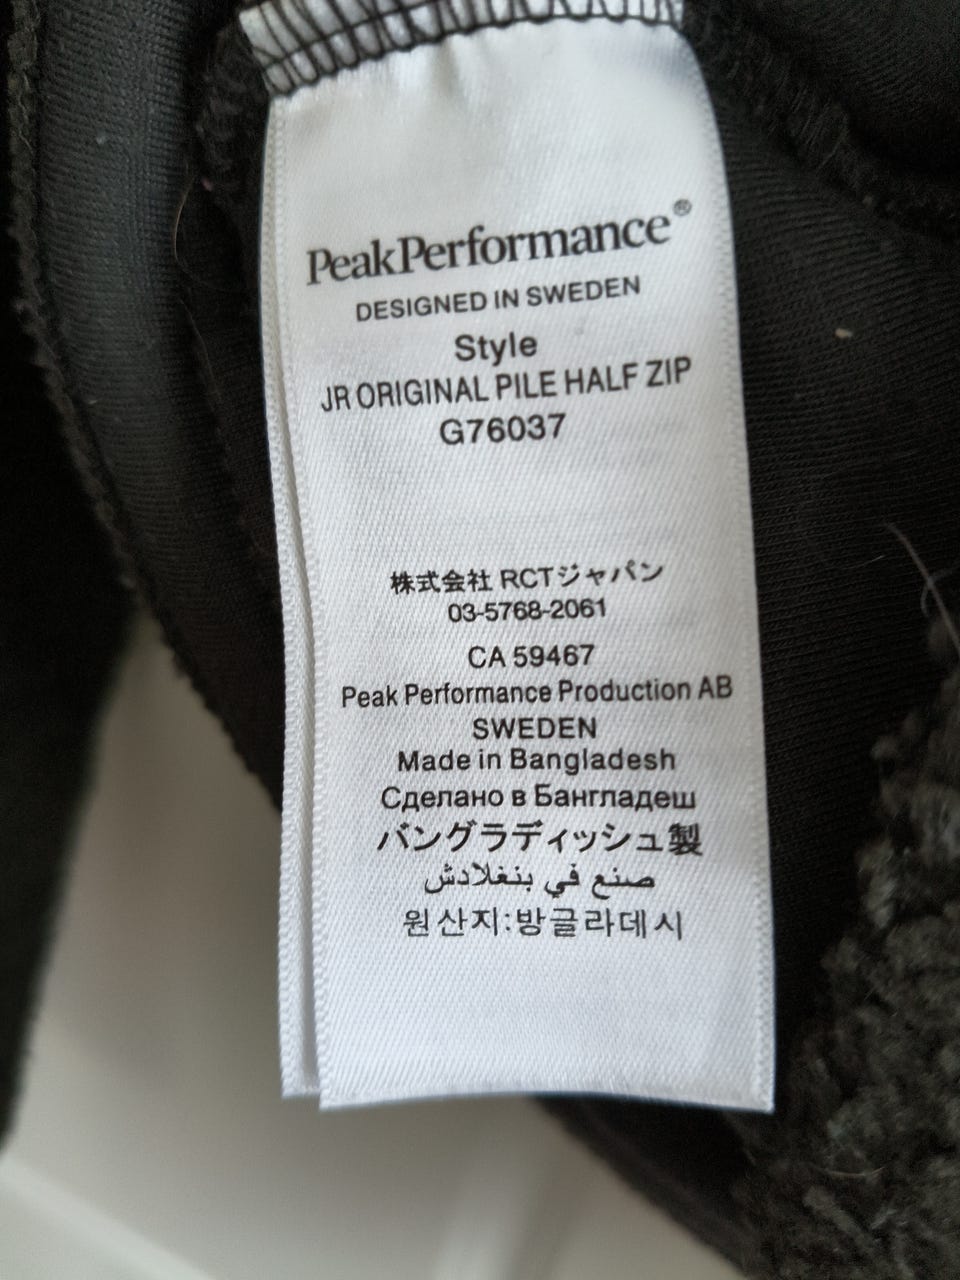 PeakPerformance®
DESIGNED IN SWEDEN
Style
JR ORIGINAL PILE HALF ZIP
G76037
株式会社 RCTジャパン
03-5768-2061
CA 59467
Peak Performance Production AB
SWEDEN
Made in Bangladesh
Сделано в Бангладеш
バングラディッシュ製
صنع في بنغلادش
원산지:방글라데시